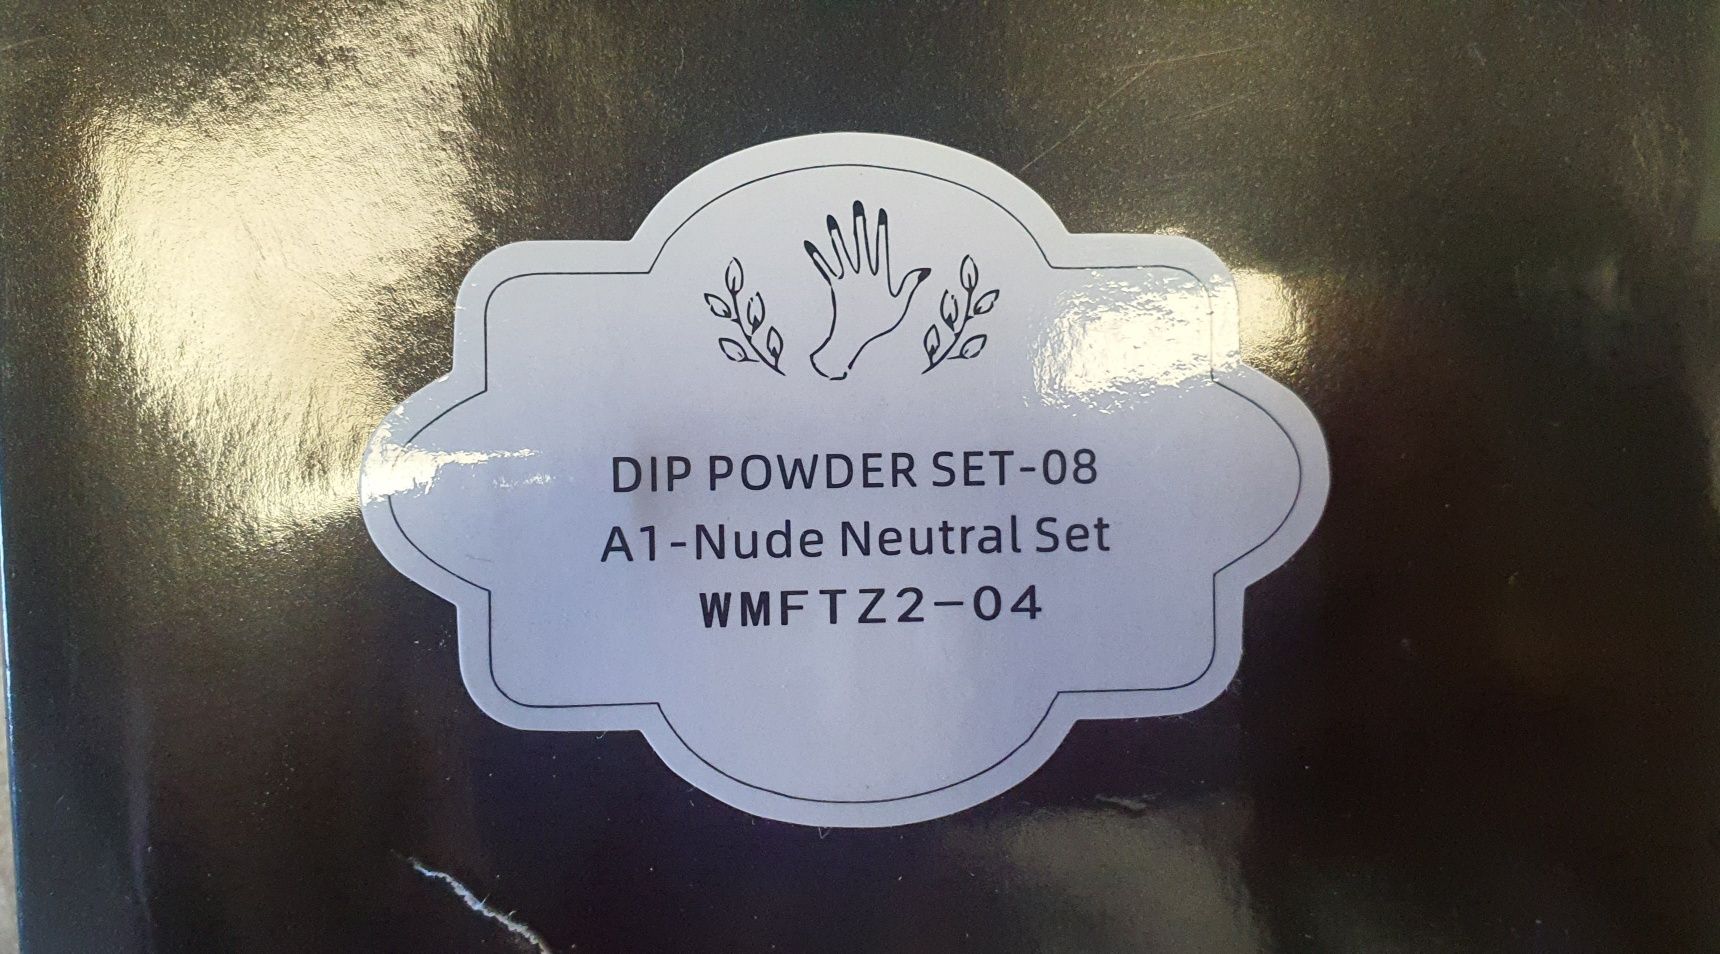 DIP POWDER SET-08
A1-Nude Neutral Set
WMFTZ2-04